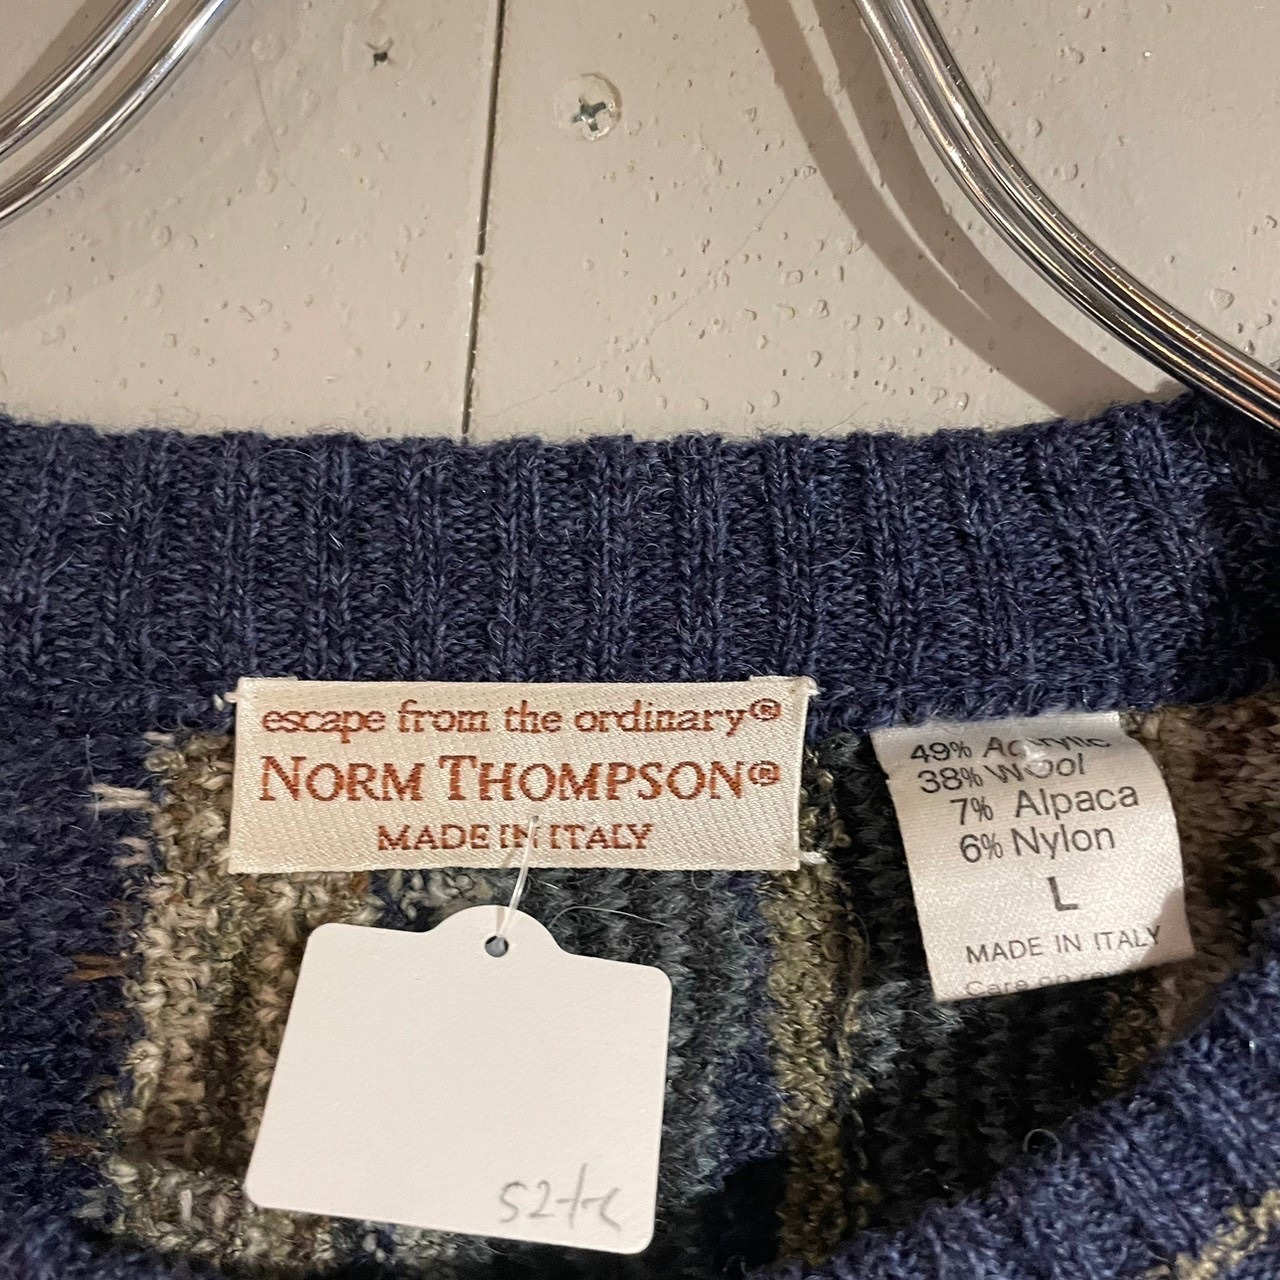 escape from the ordinary®
NORM THOMPSON®
MADE IN ITALY
49% Acrylic
38% Wool
7% Alpaca
6% Nylon
L
MADE IN ITALY
Care